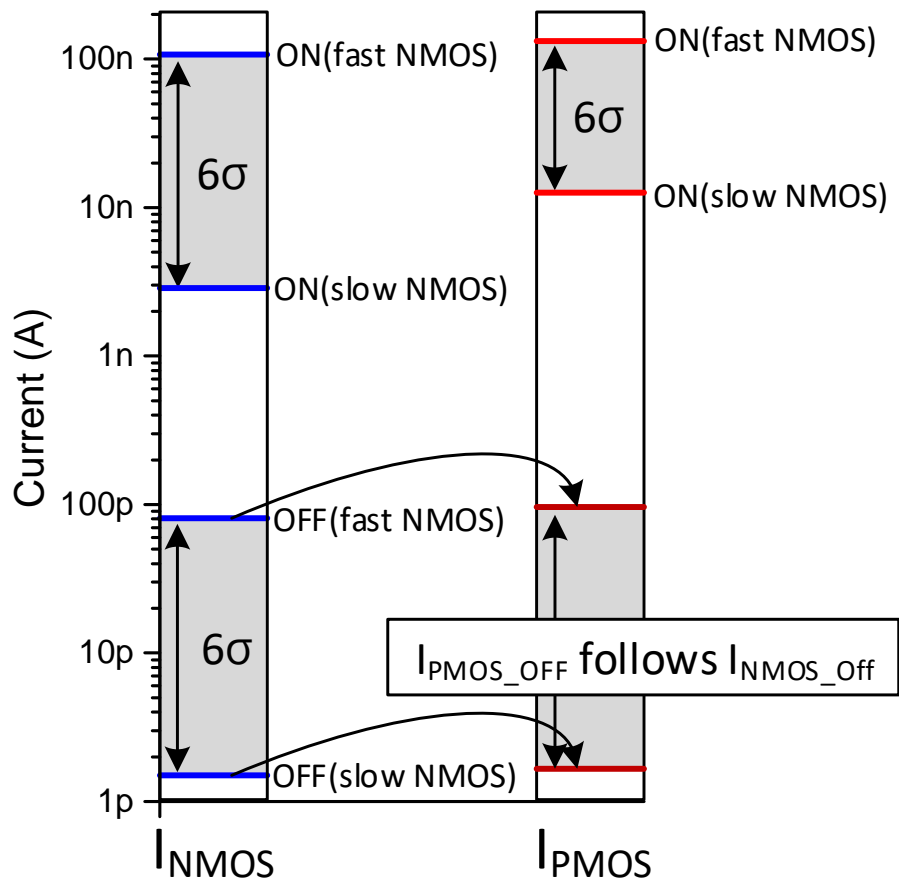 100n
10n
1n
100p
10p
1p
Current (A)
ON(fast NMOS)
6σ
ON(slow NMOS)
OFF(fast NMOS)
6σ
OFF(slow NMOS)
ON(fast NMOS)
6σ
ON(slow NMOS)
IPMOS_OFF follows INMOS_Off
INMOS
IPMOS